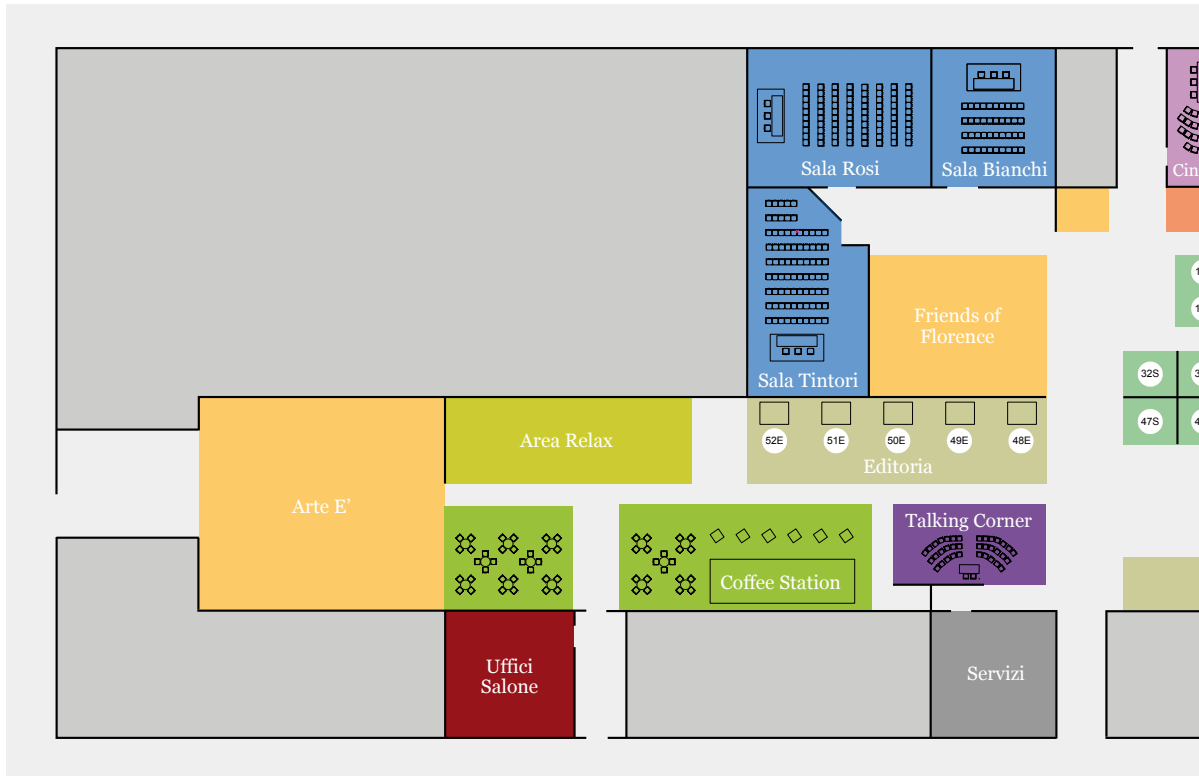 Sala Rosi
Sala Bianchi
Cin
Friends of
Florence
Sala Tintori
32S
47S
52E
51E
50E
49E
48E
Editoria
Area Relax
Arte E’
Talking Corner
Coffee Station
Uffici
Salone
Servizi